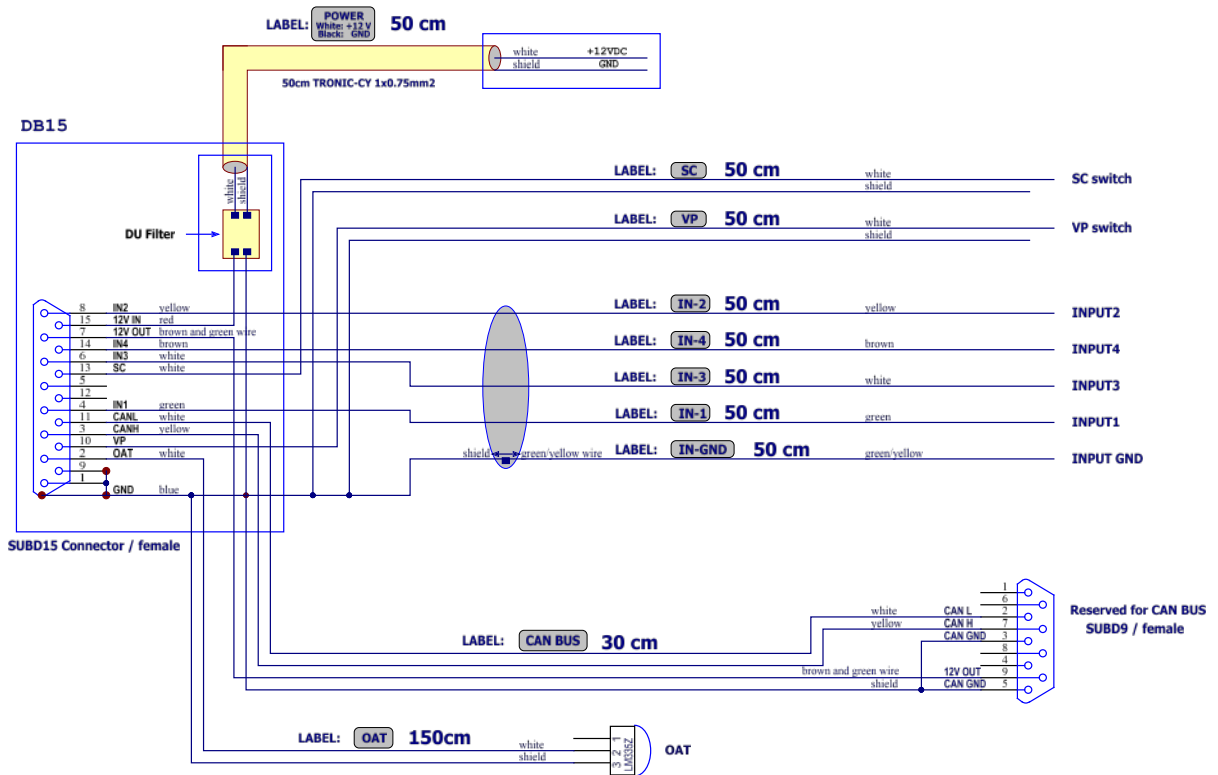 LABEL: POWER 50 cm
White: +12 V
Black: GND
white +12VDC
shield GND
50cm TRONIC-CY 1x0.75mm2
DB15
white
shield
DU Filter
LABEL: SC 50 cm white SC switch
shield
LABEL: VP 50 cm white VP switch
shield
LABEL: IN-2 50 cm yellow INPUT2
LABEL: IN-4 50 cm brown INPUT4
LABEL: IN-3 50 cm white INPUT3
LABEL: IN-1 50 cm green INPUT1
shield green/yellow wire LABEL: IN-GND 50 cm green/yellow INPUT GND
8 IN2 yellow
15 12V IN red
7 12V OUT brown and green wire
14 IN4 brown
6 IN3 white
13 SC white
5
12
4 IN1 green
11 CANL white
3 CANH yellow
10 VP
2 OAT white
9
1
GND blue
SUBD15 Connector / female
LABEL: CAN BUS 30 cm
1
6
white CAN L 2
yellow CAN H 7
CAN GND 3
8
4
brown and green wire 12V OUT 9
shield CAN GND 5
Reserved for CAN BUS
SUBD9 / female
LABEL: OAT 150cm
white
shield
1
2
3
LM335Z
OAT